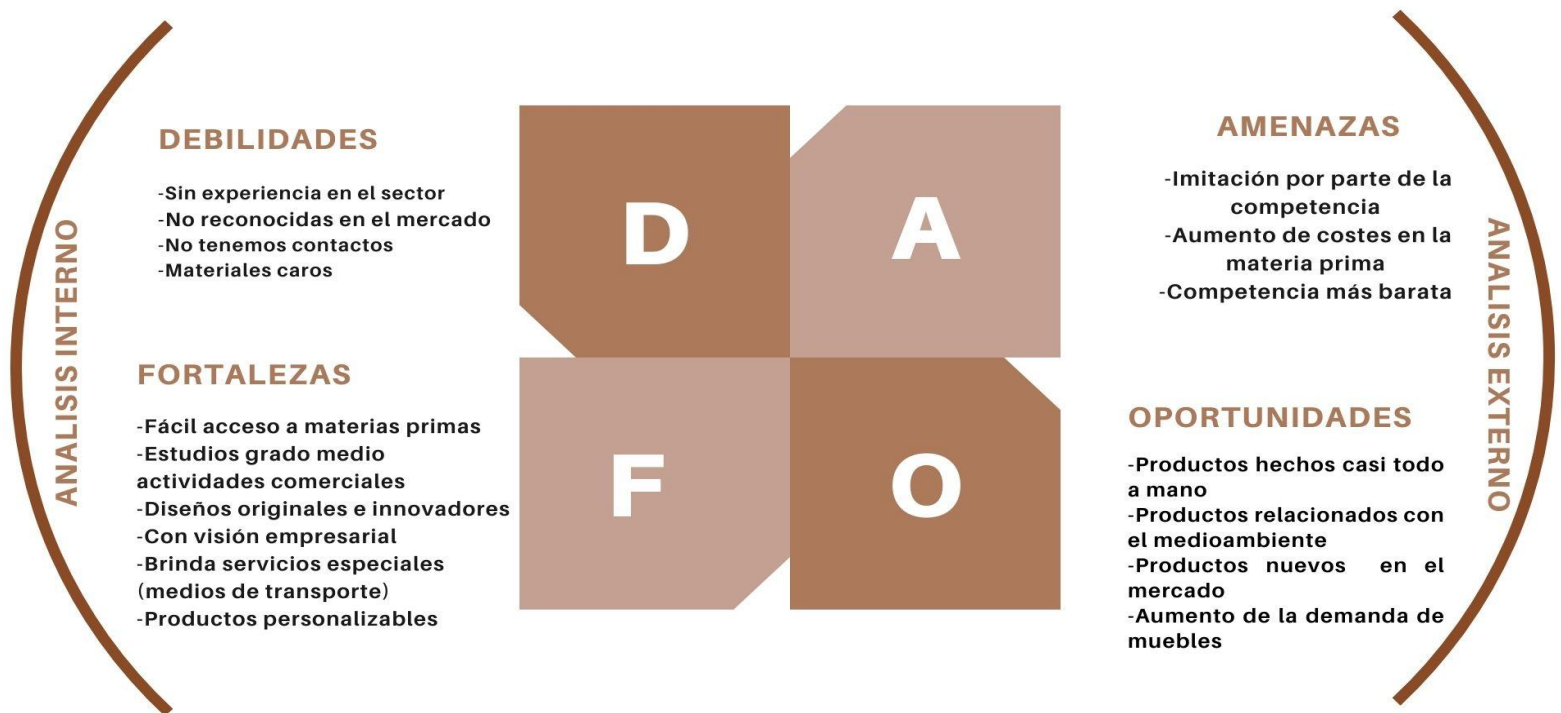 ANALISIS INTERNO
DEBILIDADES
-Sin experiencia en el sector
-No reconocidas en el mercado
-No tenemos contactos
-Materiales caros
FORTALEZAS
-Fácil acceso a materias primas
-Estudios grado medio
actividades comerciales
-Diseños originales e innovadores
-Con visión empresarial
-Brinda servicios especiales
(medios de transporte)
-Productos personalizables
D
A
F
O
AMENAZAS
-Imitación por parte de la
competencia
-Aumento de costes en la
materia prima
-Competencia más barata
OPORTUNIDADES
-Productos hechos casi todo
a mano
-Productos relacionados con
el medioambiente
-Productos nuevos en el
mercado
-Aumento de la demanda de
muebles
ANALISIS EXTERNO